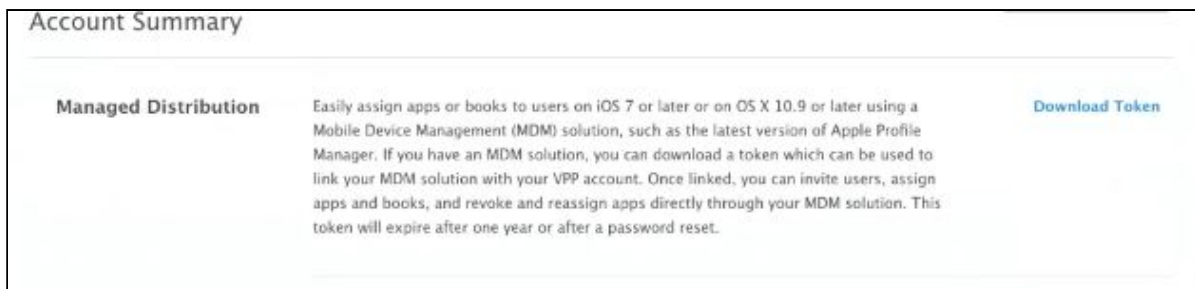 Account Summary
Managed Distribution
Easily assign apps or books to users on iOS 7 or later or on OS X 10.9 or later using a
Mobile Device Management (MDM) solution, such as the latest version of Apple Profile
Manager. If you have an MDM solution, you can download a token which can be used to
link your MDM solution with your VPP account. Once linked, you can invite users, assign
apps and books, and revoke and reassign apps directly through your MDM solution. This
token will expire after one year or after a password reset.
Download Token